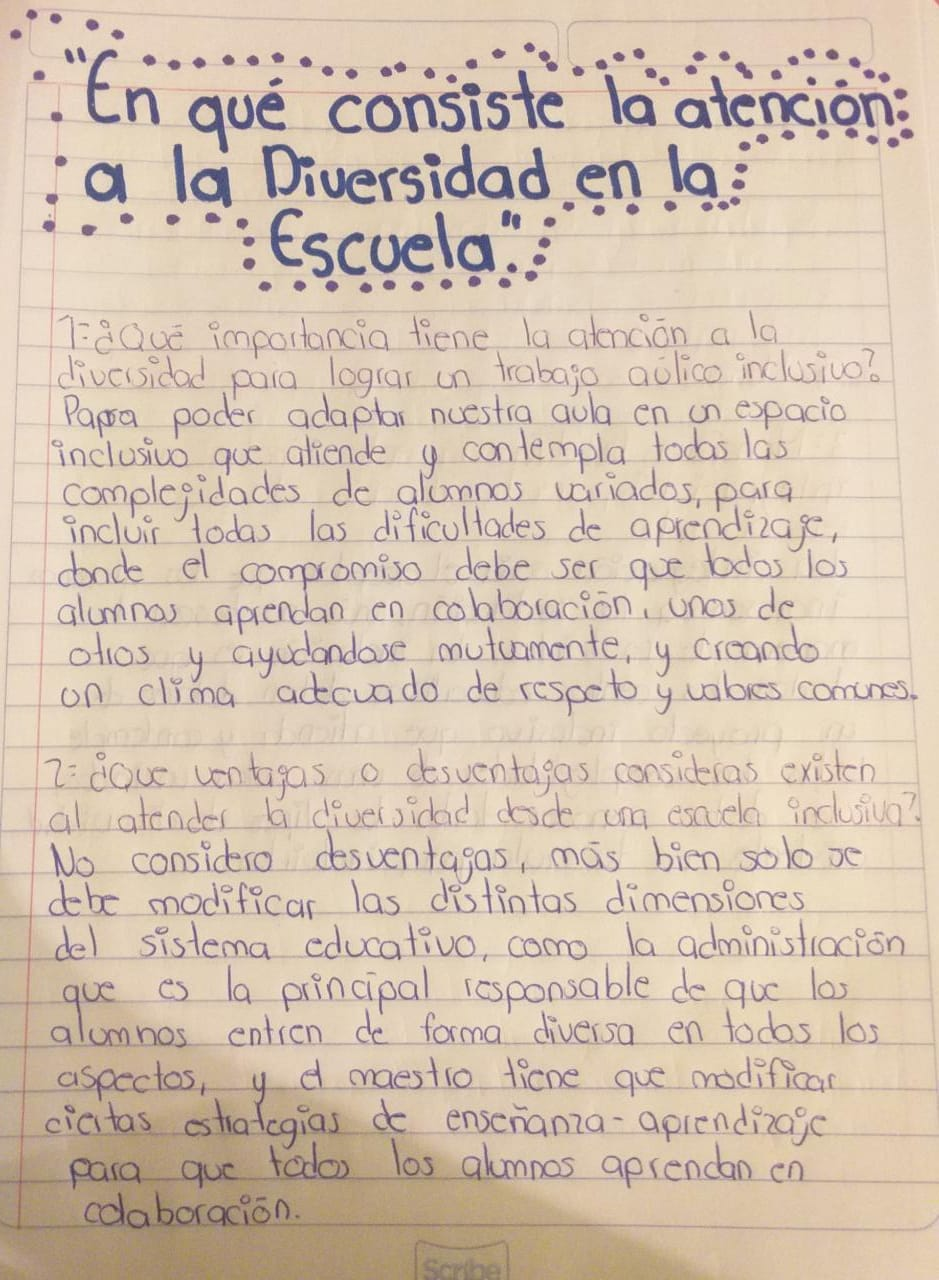 "En qué consiste la atención
a la Diversidad en la
Escuela".
1.- ¿Qué importancia tiene la atención a la
diversidad para lograr un trabajo aúlico inclusivo?
Papra poder adaptar nuestra aula en un espacio
inclusivo que atiende y contempla todas las
complejidades de alumnos variados, para
incluir todas las dificultades de aprendizaje,
donde el compromiso debe ser que todos los
alumnos aprendan en colaboración, unos de
otros y ayudandose mutuamente, y creando
un clima adecuado de respeto y valores comunes.
2.- ¿Que ventajas o desventajas consideras existen
al atender la diversidad desde una escuela inclusiva?
No considero desventajas, más bien solo se
debe modificar las distintas dimensiones
del sistema educativo, como la administración
que es la principal responsable de que los
alumnos entren de forma diversa en todos los
aspectos, y el maestro tiene que modificar
ciertas estrategias de enseñanza-aprendizaje
para que todos los alumnos aprendan en
colaboración.
Scribe